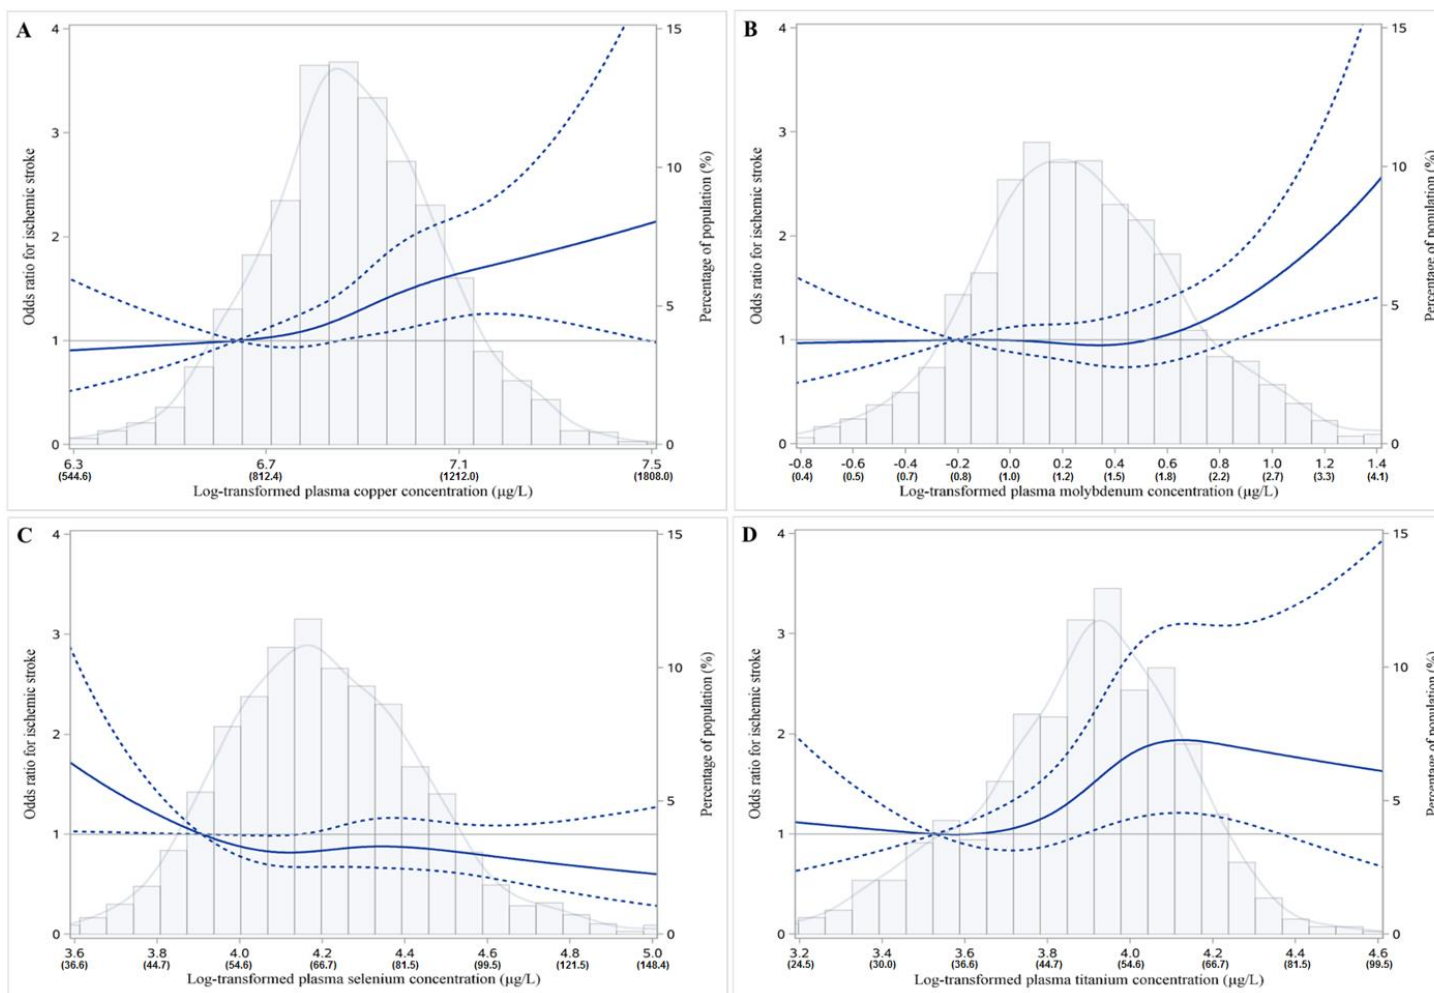 A
Odds ratio for ischemic stroke
4
3
2
1
0
15
10
5
0
Percentage of population (%)
6.3 6.7 7.1 7.5
(544.6) (812.4) (1212.0) (1808.0)
Log-transformed plasma copper concentration (μg/L)
B
Odds ratio for ischemic stroke
4
3
2
1
0
15
10
5
0
Percentage of population (%)
-0.8 -0.6 -0.4 -0.2 0.0 0.2 0.4 0.6 0.8 1.0 1.2 1.4
(0.4) (0.5) (0.7) (0.8) (1.0) (1.2) (1.5) (1.8) (2.2) (2.7) (3.3) (4.1)
Log-transformed plasma molybdenum concentration (μg/L)
C
Odds ratio for ischemic stroke
4
3
2
1
0
15
10
5
0
Percentage of population (%)
3.6 3.8 4.0 4.2 4.4 4.6 4.8 5.0
(36.6) (44.7) (54.6) (66.7) (81.5) (99.5) (121.5) (148.4)
Log-transformed plasma selenium concentration (μg/L)
D
Odds ratio for ischemic stroke
4
3
2
1
0
15
10
5
0
Percentage of population (%)
3.2 3.4 3.6 3.8 4.0 4.2 4.4 4.6
(24.5) (30.0) (36.6) (44.7) (54.6) (66.7) (81.5) (99.5)
Log-transformed plasma titanium concentration (μg/L)